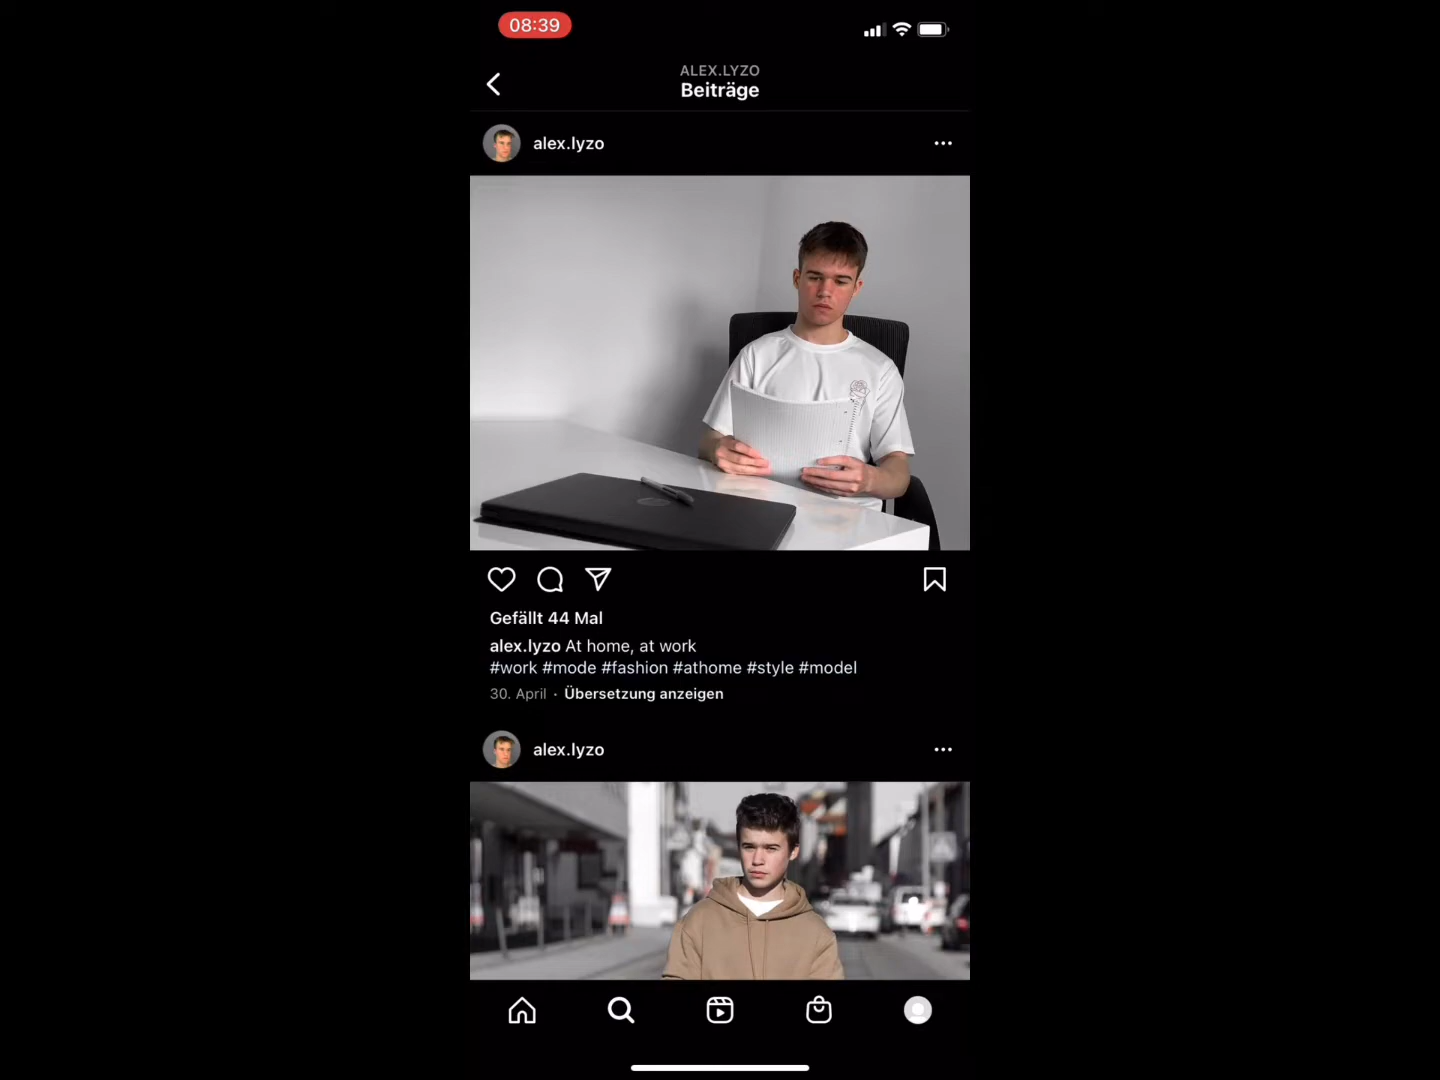 08:39
ALEX.LYZO
Beiträge
alex.lyzo
Gefällt 44 Mal
alex.lyzo At home, at work
#work #mode #fashion #athome #style #model
30. April · Übersetzung anzeigen
alex.lyzo